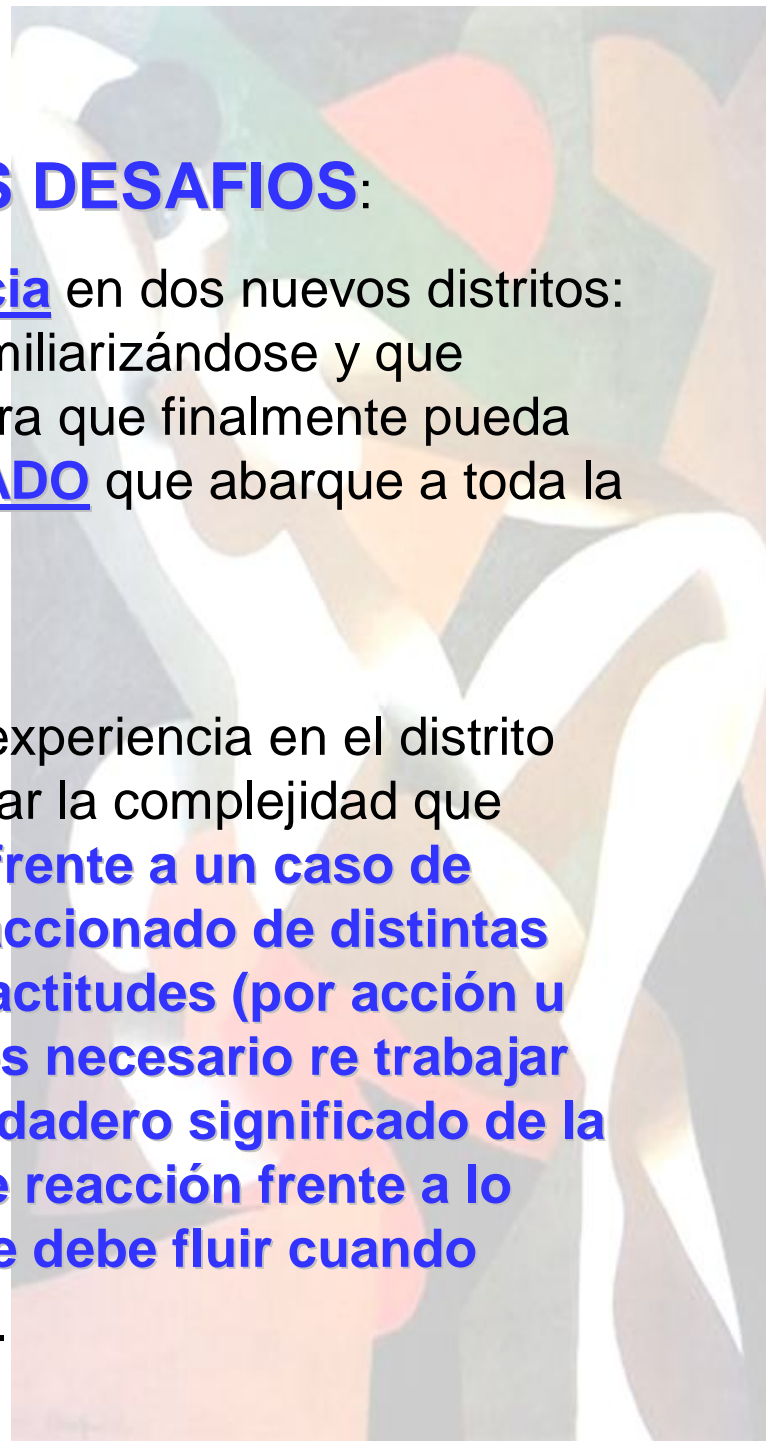 S DESAFIOS:
cia en dos nuevos distritos:
miliarizándose y que
ra que finalmente pueda
ADO que abarque a toda la
experiencia en el distrito
ar la complejidad que
frente a un caso de
accionado de distintas
actitudes (por acción u
s necesario re trabajar
dadero significado de la
e reacción frente a lo
e debe fluir cuando
.